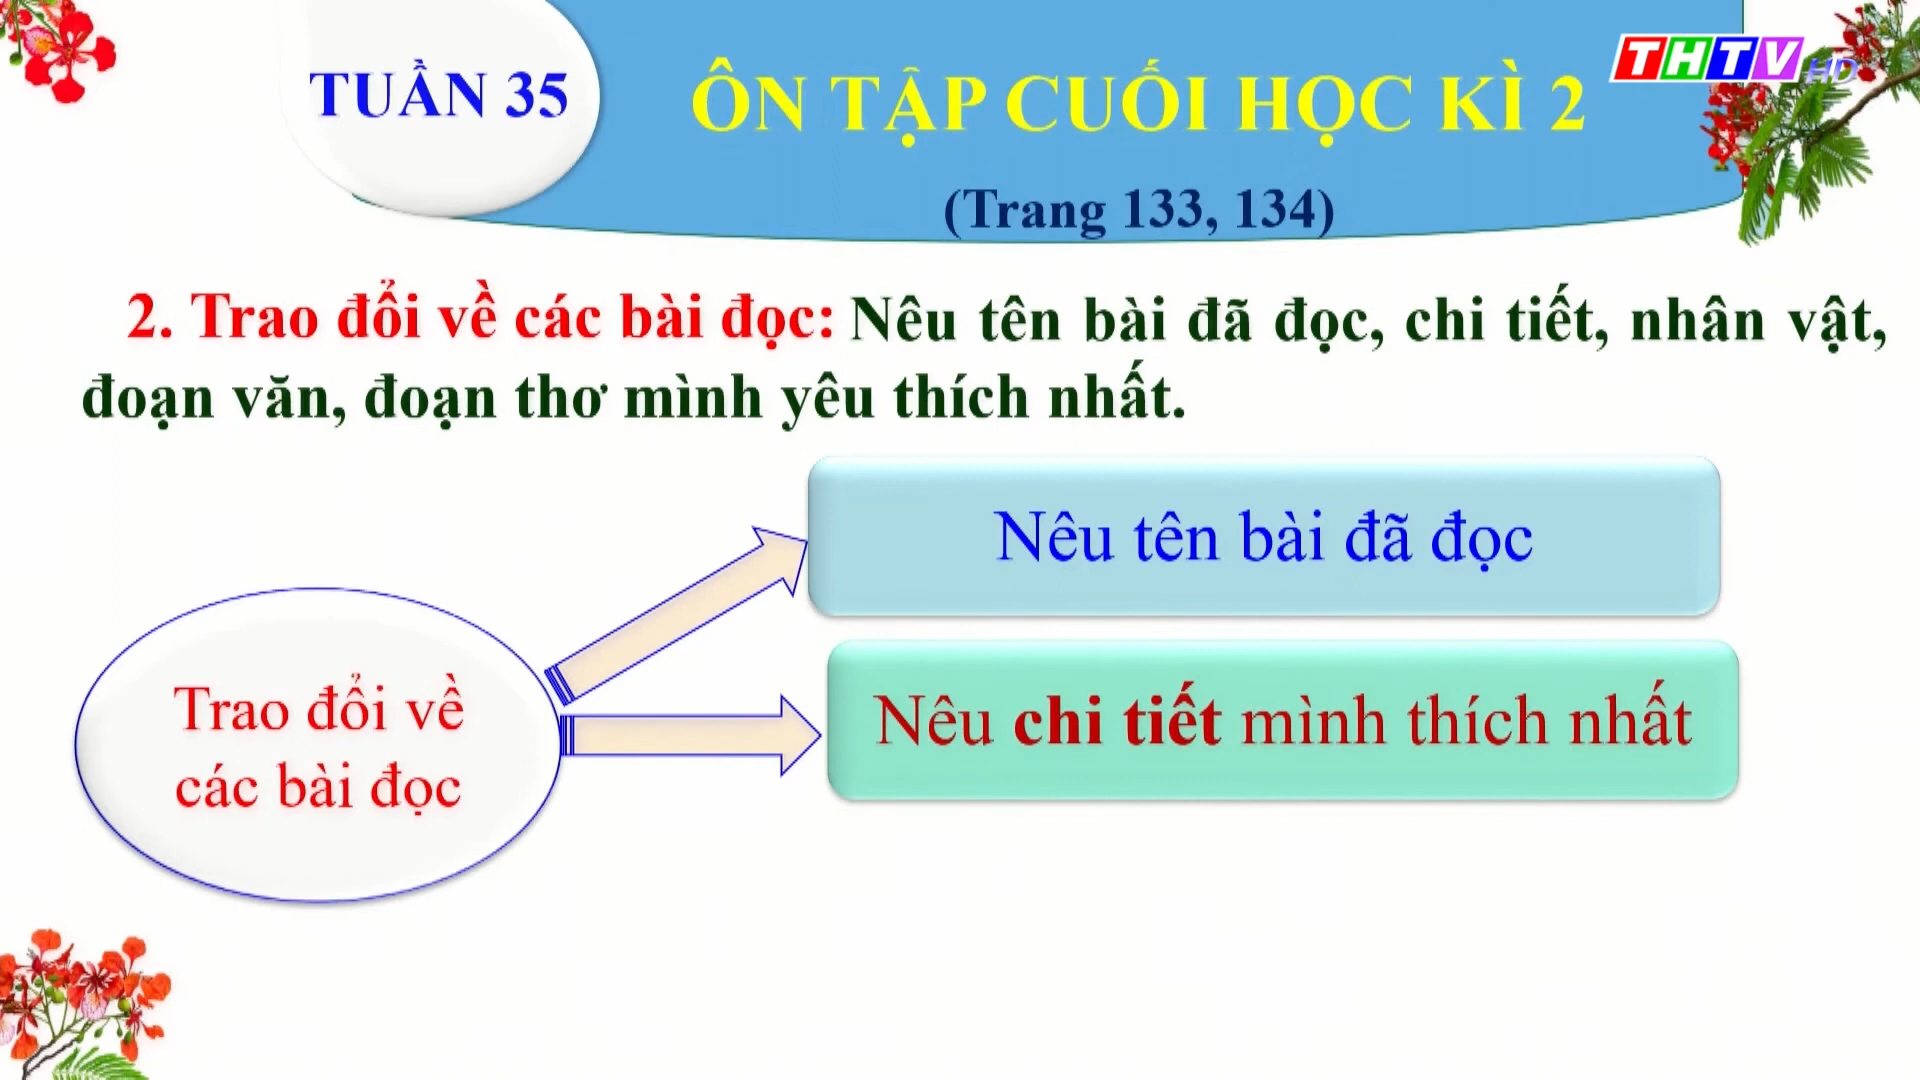 TUẦN 35
ÔN TẬP CUỐI HỌC KÌ 2
THTV HD
(Trang 133, 134)
2. Trao đổi về các bài đọc: Nêu tên bài đã đọc, chi tiết, nhân vật,
đoạn văn, đoạn thơ mình yêu thích nhất.
Nêu tên bài đã đọc
Trao đổi về
các bài đọc
Nêu chi tiết mình thích nhất